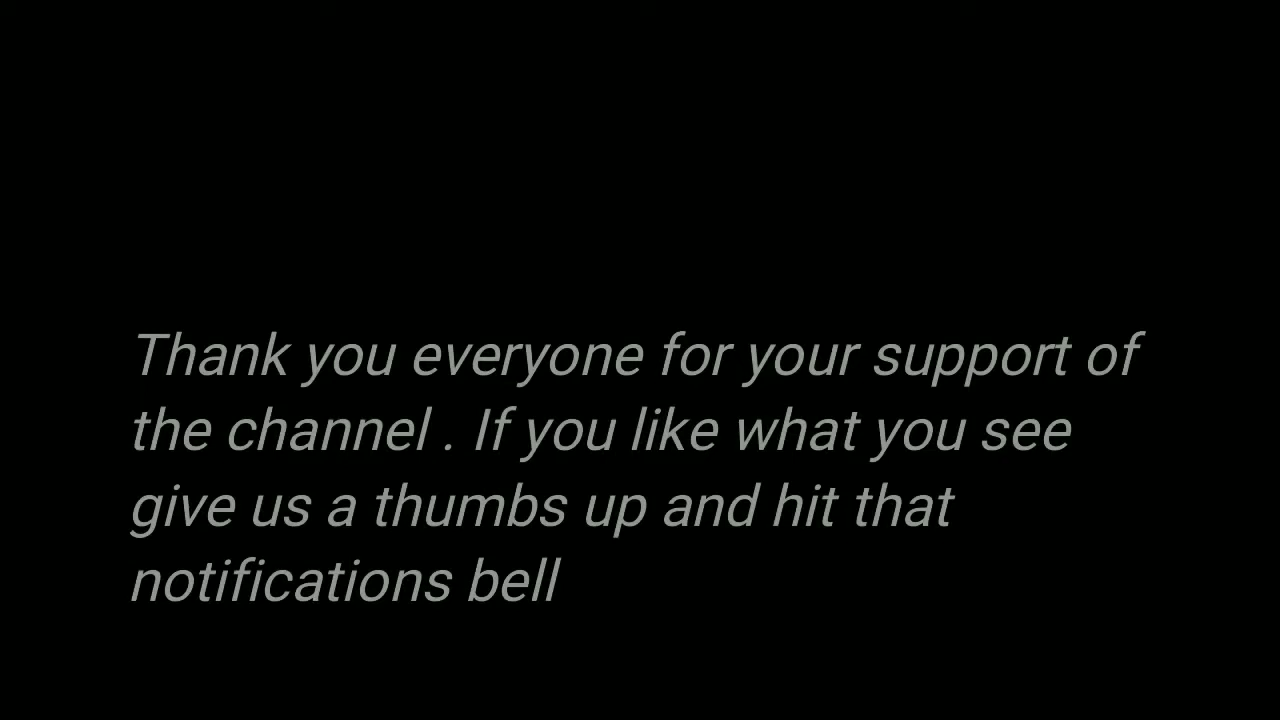 Thank you everyone for your support of
the channel . If you like what you see
give us a thumbs up and hit that
notifications bell